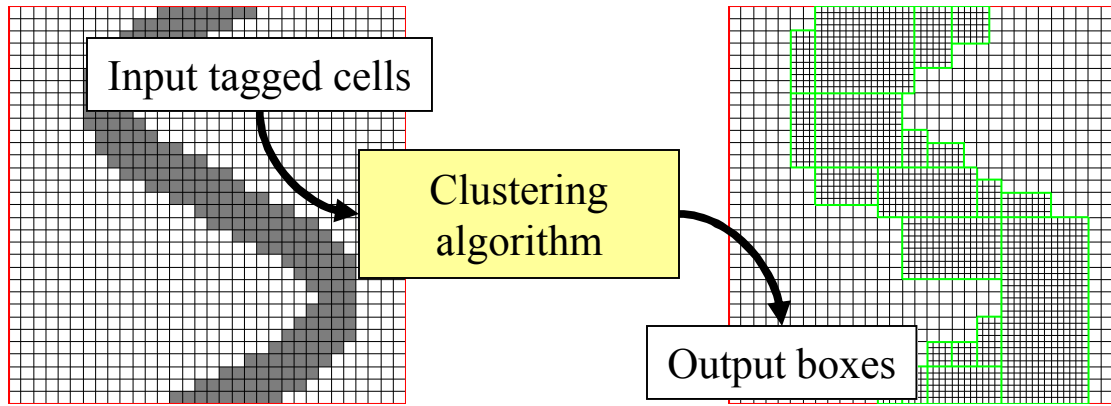 Input tagged cells
Clustering
algorithm
Output boxes